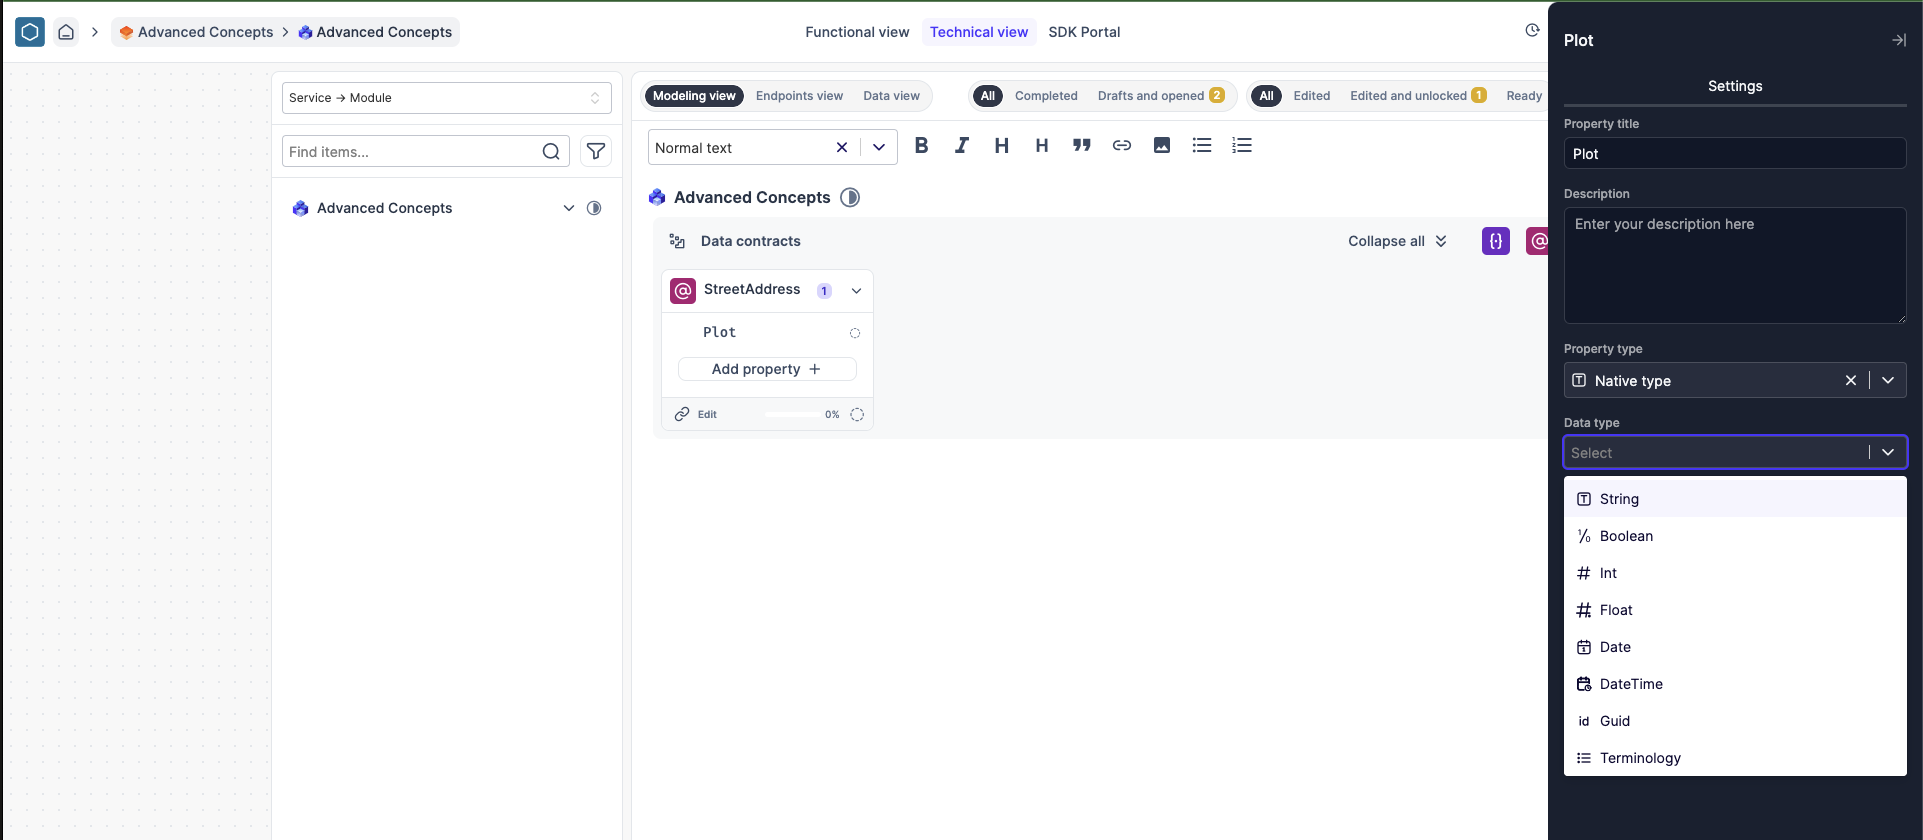 Advanced Concepts > Advanced Concepts
Functional view Technical view SDK Portal
Plot
Settings
Service → Module
Modeling view Endpoints view Data view All Completed Drafts and opened 2 All Edited Edited and unlocked 1 Ready
Find items...
Normal text
B I H H
Advanced Concepts
Advanced Concepts
Data contracts
Collapse all
StreetAddress 1
Plot
Add property +
Edit 0%
Property title
Plot
Description
Enter your description here
Property type
Native type
Data type
Select
String
Boolean
Int
Float
Date
DateTime
id Guid
Terminology